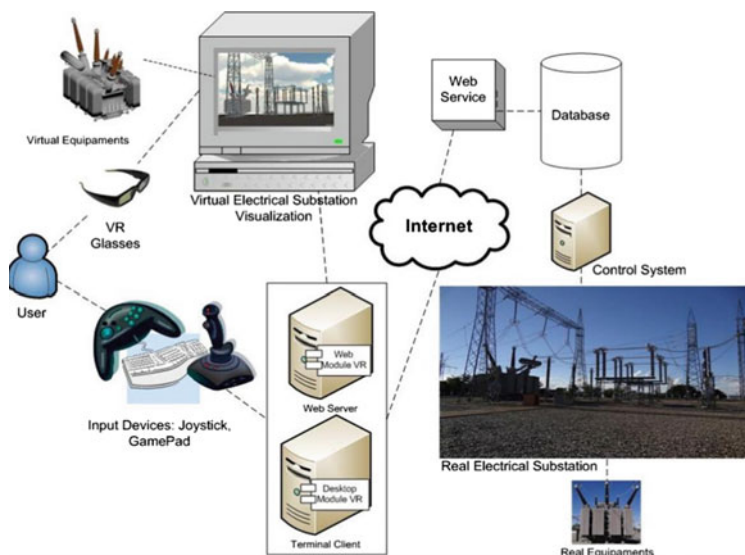 Virtual Equipaments
VR
Glasses
User
Virtual Electrical Substation
Visualization
Input Devices: Joystick,
GamePad
Web
Module VR
Web Server
Desktop
Module VR
Terminal Client
Internet
Web
Service
Database
Control System
Real Electrical Substation
Real Equipaments